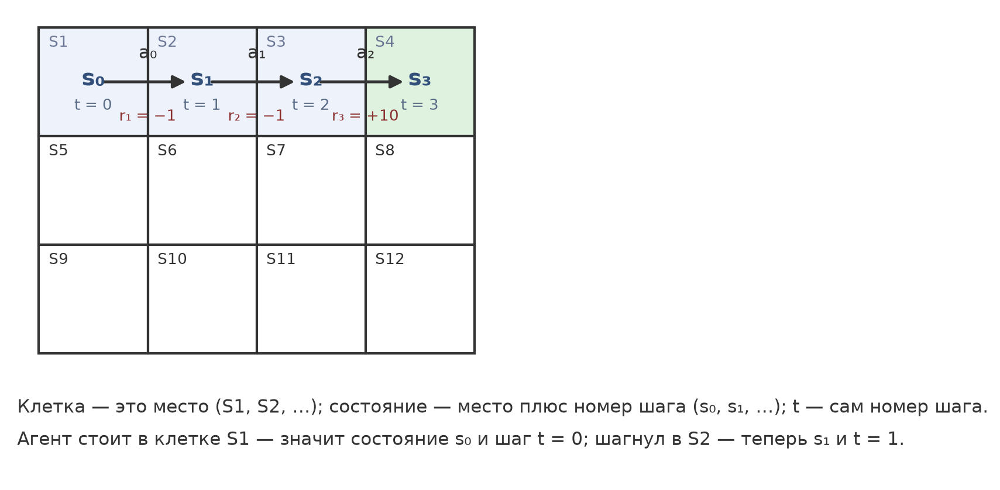 S1 S2 S3 S4
a₀ a₁ a₂
s₀ s₁ s₂ s₃
t = 0 t = 1 t = 2 t = 3
r₁ = −1 r₂ = −1 r₃ = +10
S5 S6 S7 S8
S9 S10 S11 S12
Клетка — это место (S1, S2, …); состояние — место плюс номер шага (s₀, s₁, …); t — сам номер шага.
Агент стоит в клетке S1 — значит состояние s₀ и шаг t = 0; шагнул в S2 — теперь s₁ и t = 1.